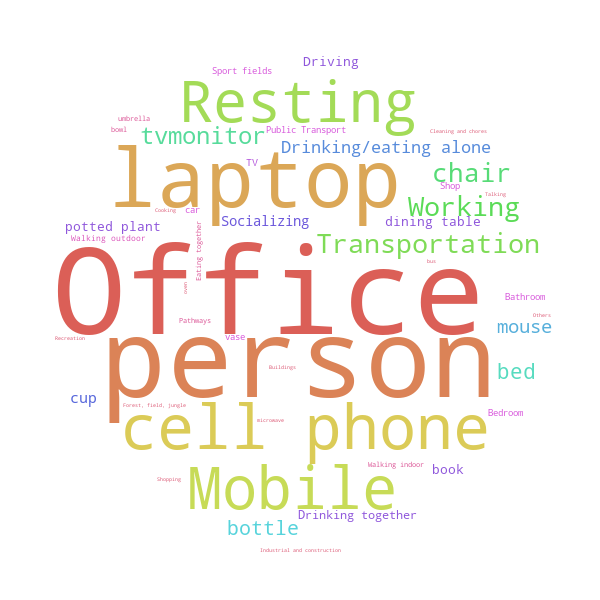 Driving
Sport fields
Resting
umbrella
bowl
tvmonitor
Public Transport
Cleaning and chores
Drinking/eating alone
laptop
TV
chair
Shop
Talking
Working
Cooking
car
Socializing
dining table
potted plant
Walking outdoor
Eating together
Transportation
Office
bus
oven
Bathroom
Pathways
Others
mouse
Recreation
vase
person
Buildings
bed
cup
Forest, field, jungle
cell phone
microwave
Bedroom
Walking indoor
book
Shopping
Mobile
Drinking together
bottle
Industrial and construction